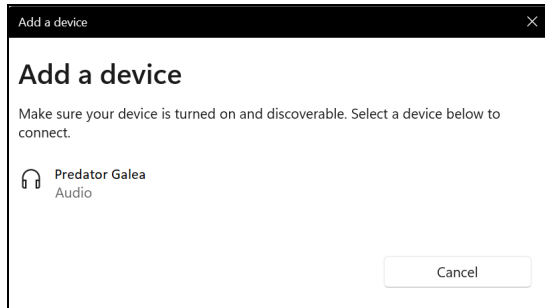 Add a device
Add a device
Make sure your device is turned on and discoverable. Select a device below to
connect.
Predator Galea
Audio
Cancel